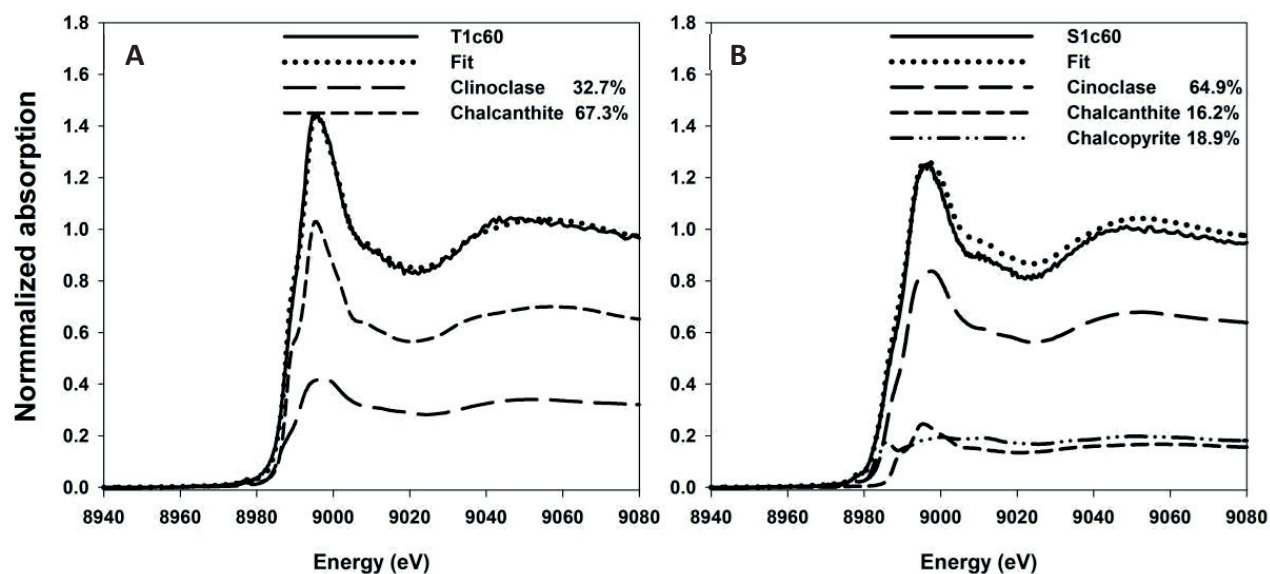 A
T1c60
Fit
Clinoclase 32.7%
Chalcanthite 67.3%
1.8
1.6
1.4
1.2
1.0
0.8
0.6
0.4
0.2
0.0
Normmalized absorption
8940 8960 8980 9000 9020 9040 9060 9080
Energy (eV)
B
S1c60
Fit
Cinoclase 64.9%
Chalcanthite 16.2%
Chalcopyrite 18.9%
1.8
1.6
1.4
1.2
1.0
0.8
0.6
0.4
0.2
0.0
8940 8960 8980 9000 9020 9040 9060 9080
Energy (eV)